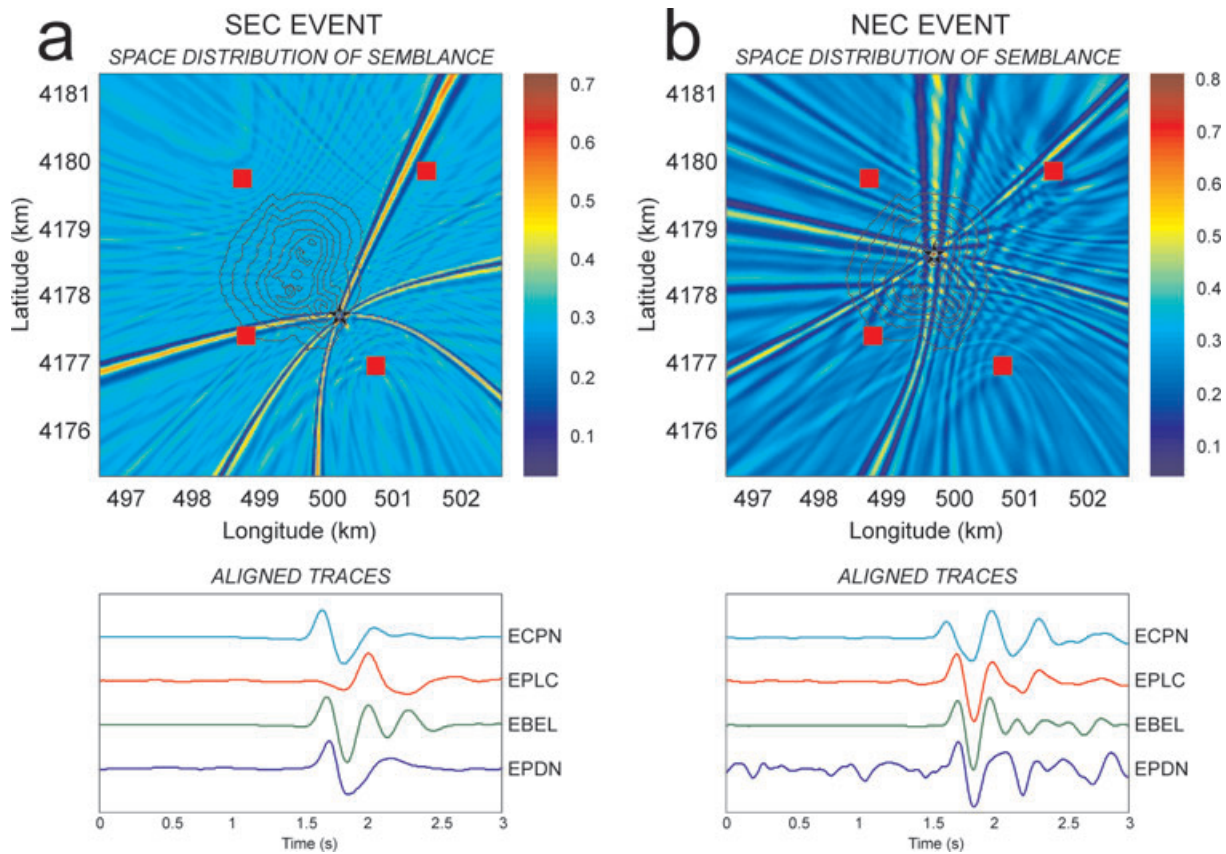 a
SEC EVENT
SPACE DISTRIBUTION OF SEMBLANCE
4181
4180
4179
4178
4177
4176
Latitude (km)
497 498 499 500 501 502
Longitude (km)
0.7
0.6
0.5
0.4
0.3
0.2
0.1
ALIGNED TRACES
ECPN
EPLC
EBEL
EPDN
0 0.5 1 1.5 2 2.5 3
Time (s)
b
NEC EVENT
SPACE DISTRIBUTION OF SEMBLANCE
4181
4180
4179
4178
4177
4176
Latitude (km)
497 498 499 500 501 502
Longitude (km)
0.8
0.7
0.6
0.5
0.4
0.3
0.2
0.1
ALIGNED TRACES
ECPN
EPLC
EBEL
EPDN
0 0.5 1 1.5 2 2.5 3
Time (s)